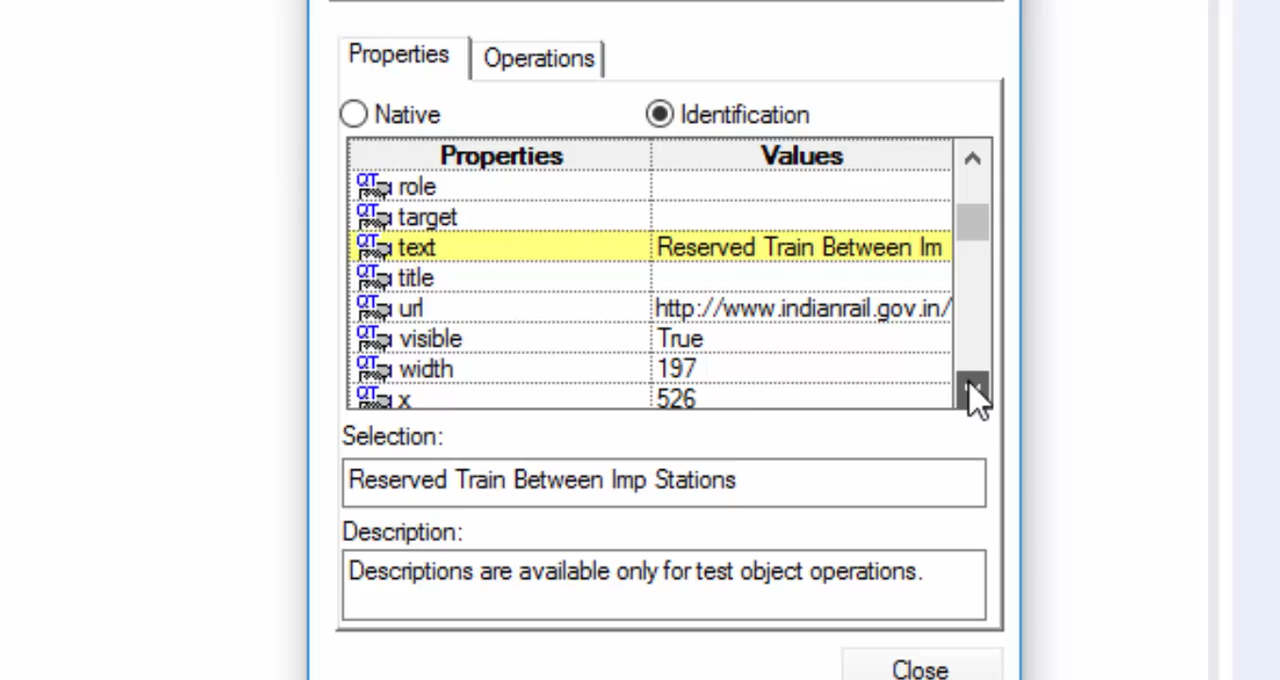 Properties Operations
Native Identification
Properties Values
role
target
text Reserved Train Between Im
title
url http://www.indianrail.gov.in/
visible True
width 197
x 526
Selection:
Reserved Train Between Imp Stations
Description:
Descriptions are available only for test object operations.
Close